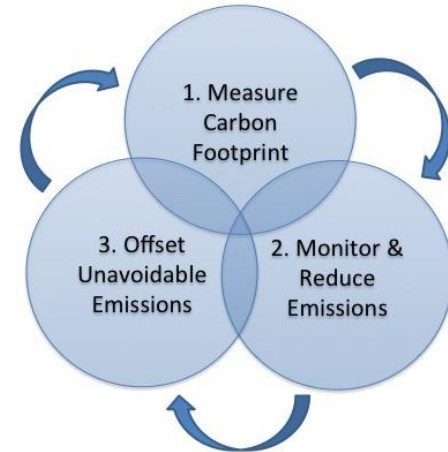 1. Measure
Carbon
Footprint
2. Monitor &
Reduce
Emissions
3. Offset
Unavoidable
Emissions